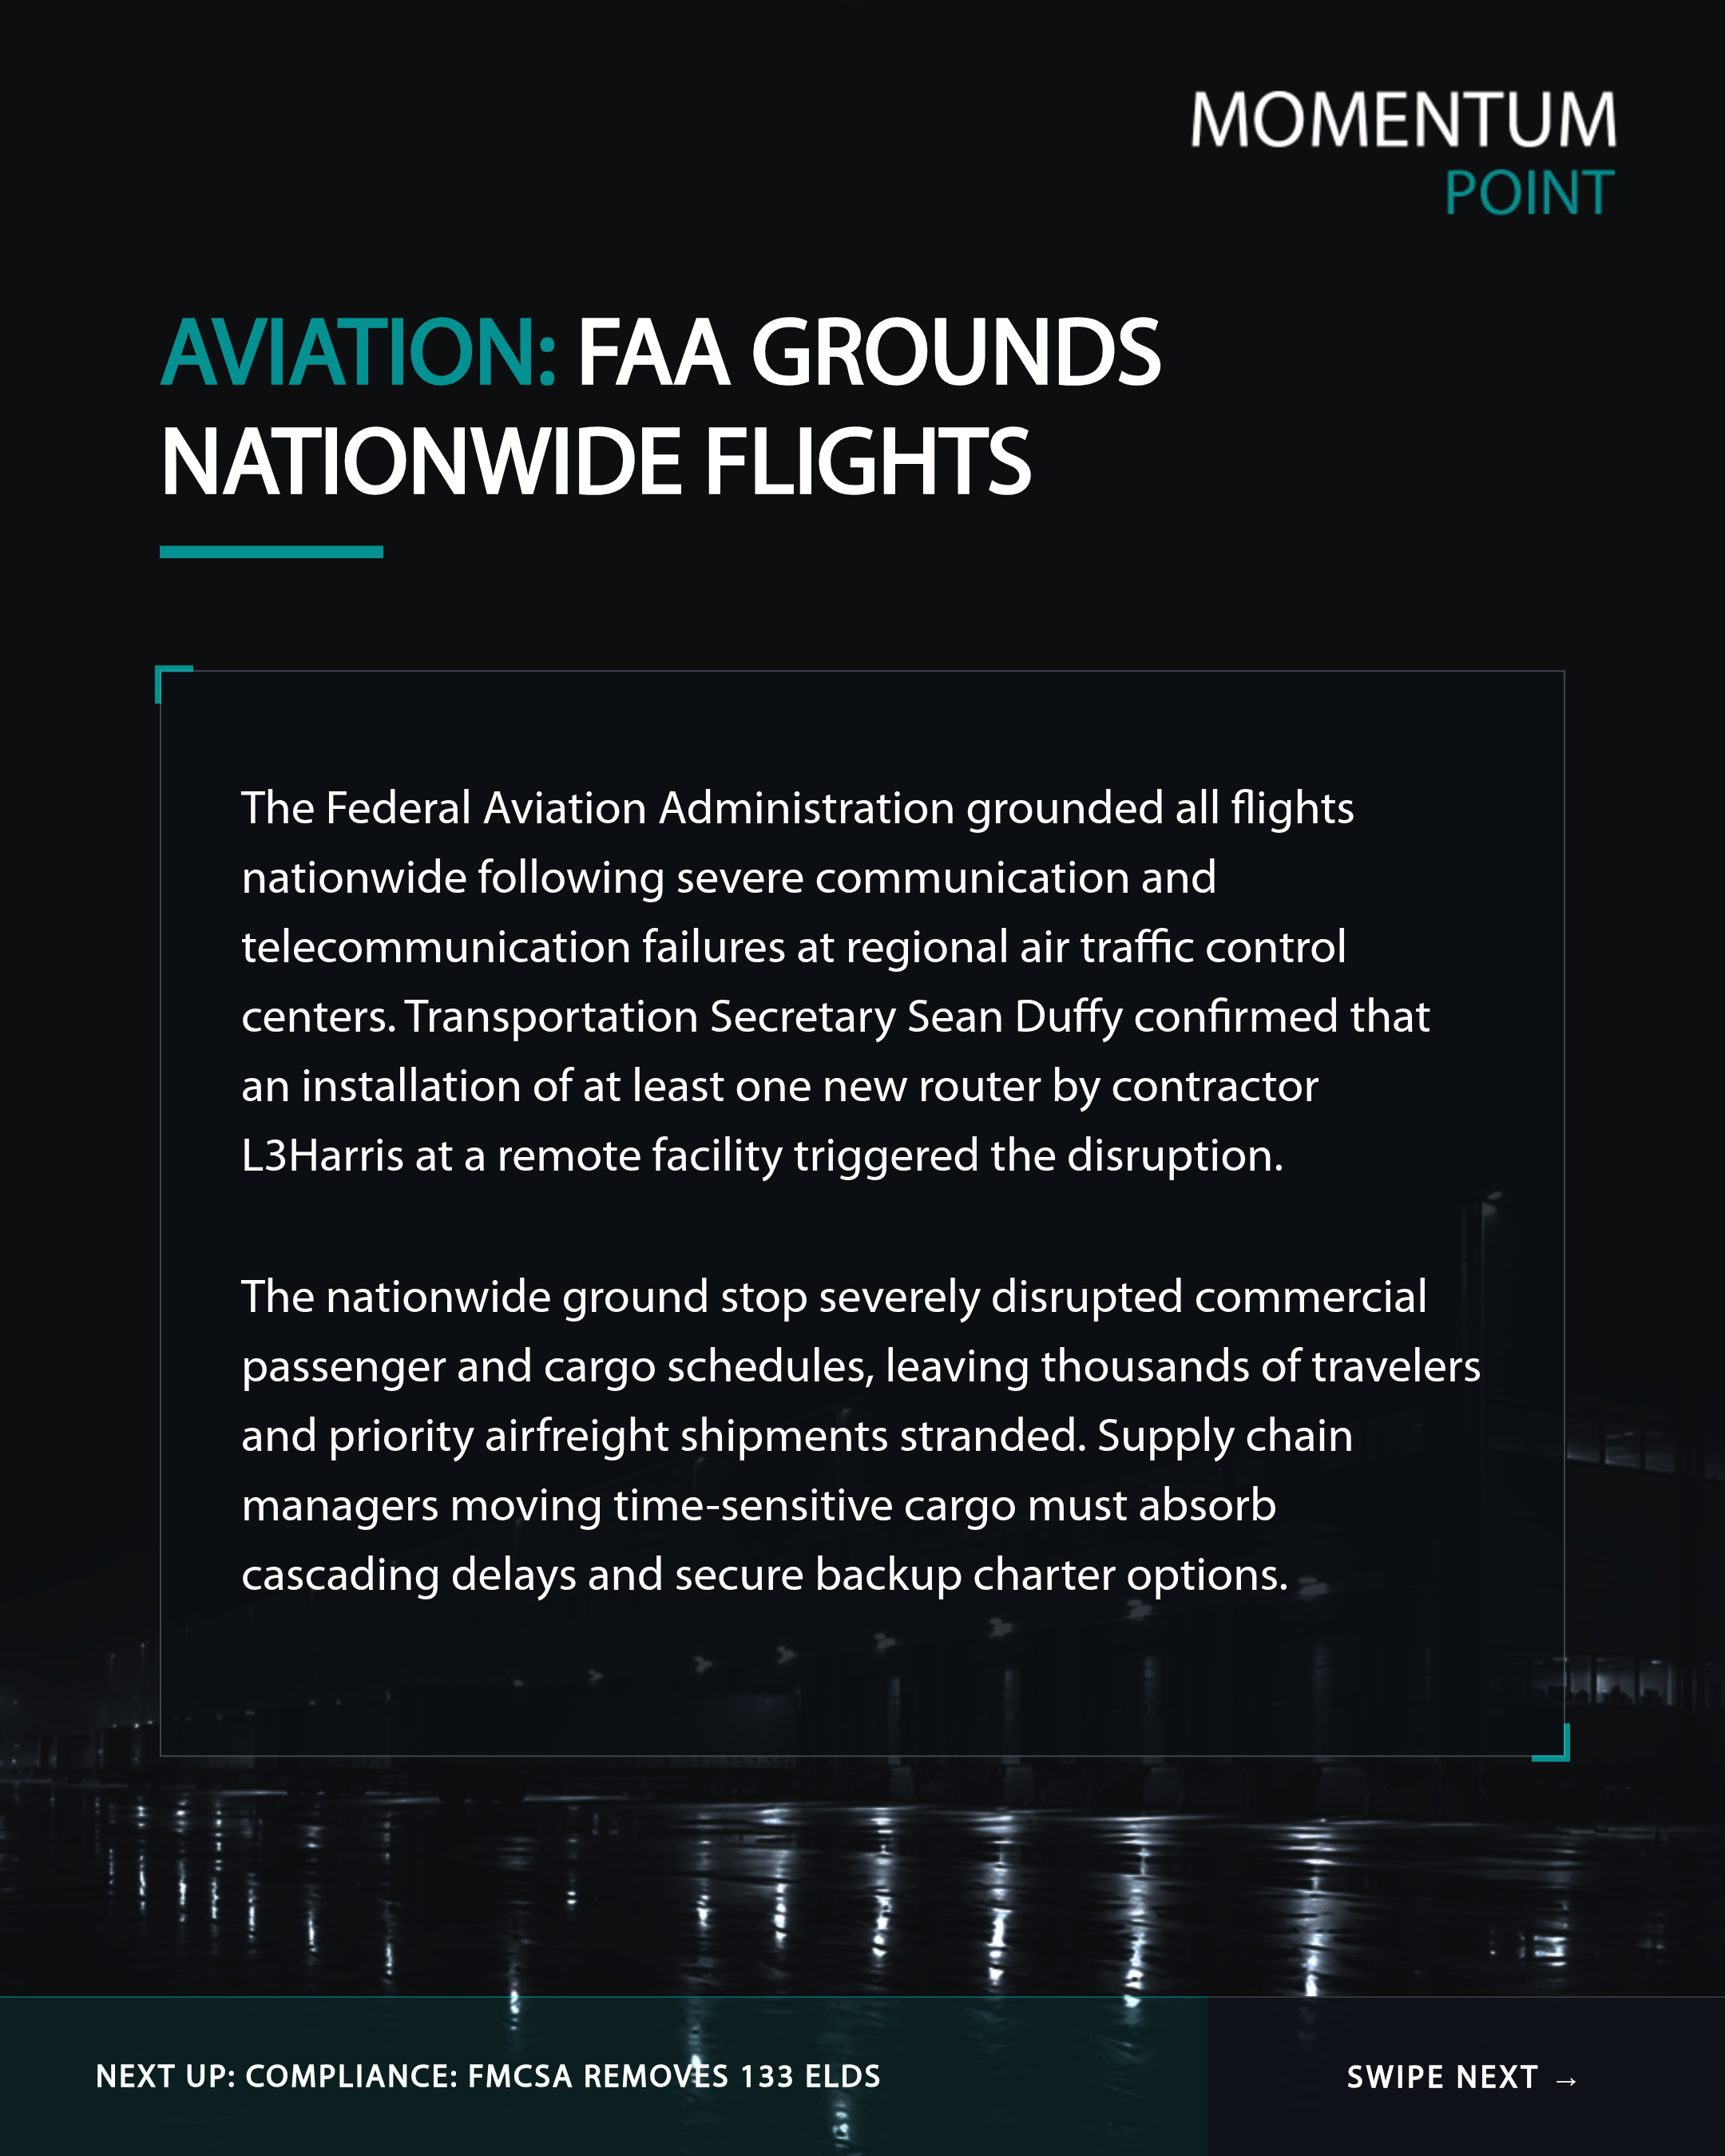 MOMENTUM
POINT
AVIATION: FAA GROUNDS
NATIONWIDE FLIGHTS
The Federal Aviation Administration grounded all flights
nationwide following severe communication and
telecommunication failures at regional air traffic control
centers. Transportation Secretary Sean Duffy confirmed that
an installation of at least one new router by contractor
L3Harris at a remote facility triggered the disruption.
The nationwide ground stop severely disrupted commercial
passenger and cargo schedules, leaving thousands of travelers
and priority airfreight shipments stranded. Supply chain
managers moving time-sensitive cargo must absorb
cascading delays and secure backup charter options.
NEXT UP: COMPLIANCE: FMCSA REMOVES 133 ELDS
SWIPE NEXT →